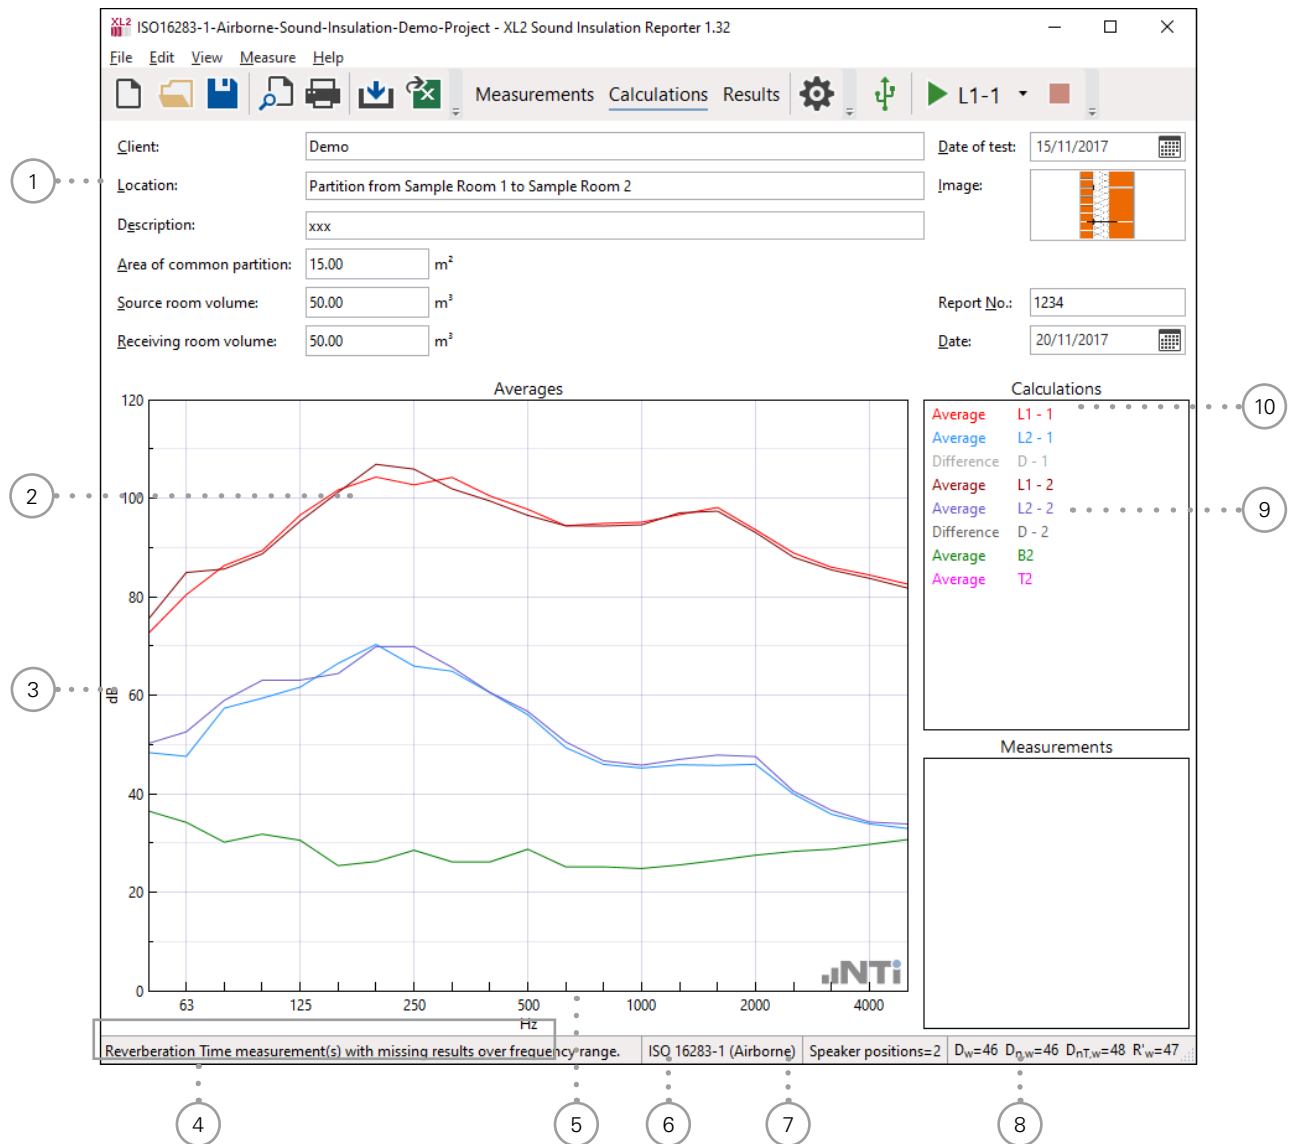 XL2 ISO16283-1-Airborne-Sound-Insulation-Demo-Project - XL2 Sound Insulation Reporter 1.32
File Edit View Measure Help
Measurements Calculations Results L1-1
Client: Demo Date of test: 15/11/2017
1 Location: Partition from Sample Room 1 to Sample Room 2 Image:
Description: xxx
Area of common partition: 15.00 m²
Source room volume: 50.00 m³ Report No.: 1234
Receiving room volume: 50.00 m³ Date: 20/11/2017
Averages
120
100
80
60
40
20
0
dB
2
3
63 125 250 500 1000 2000 4000
Hz
NTi
Calculations
Average L1 - 1
Average L2 - 1
Difference D - 1
Average L1 - 2
Average L2 - 2
Difference D - 2
Average B2
Average T2
10
9
Measurements
Reverberation Time measurement(s) with missing results over frequency range. ISO 16283-1 (Airborne) Speaker positions=2 Dw=46 Dn,w=46 DnT,w=48 R'w=47
4 5 6 7 8